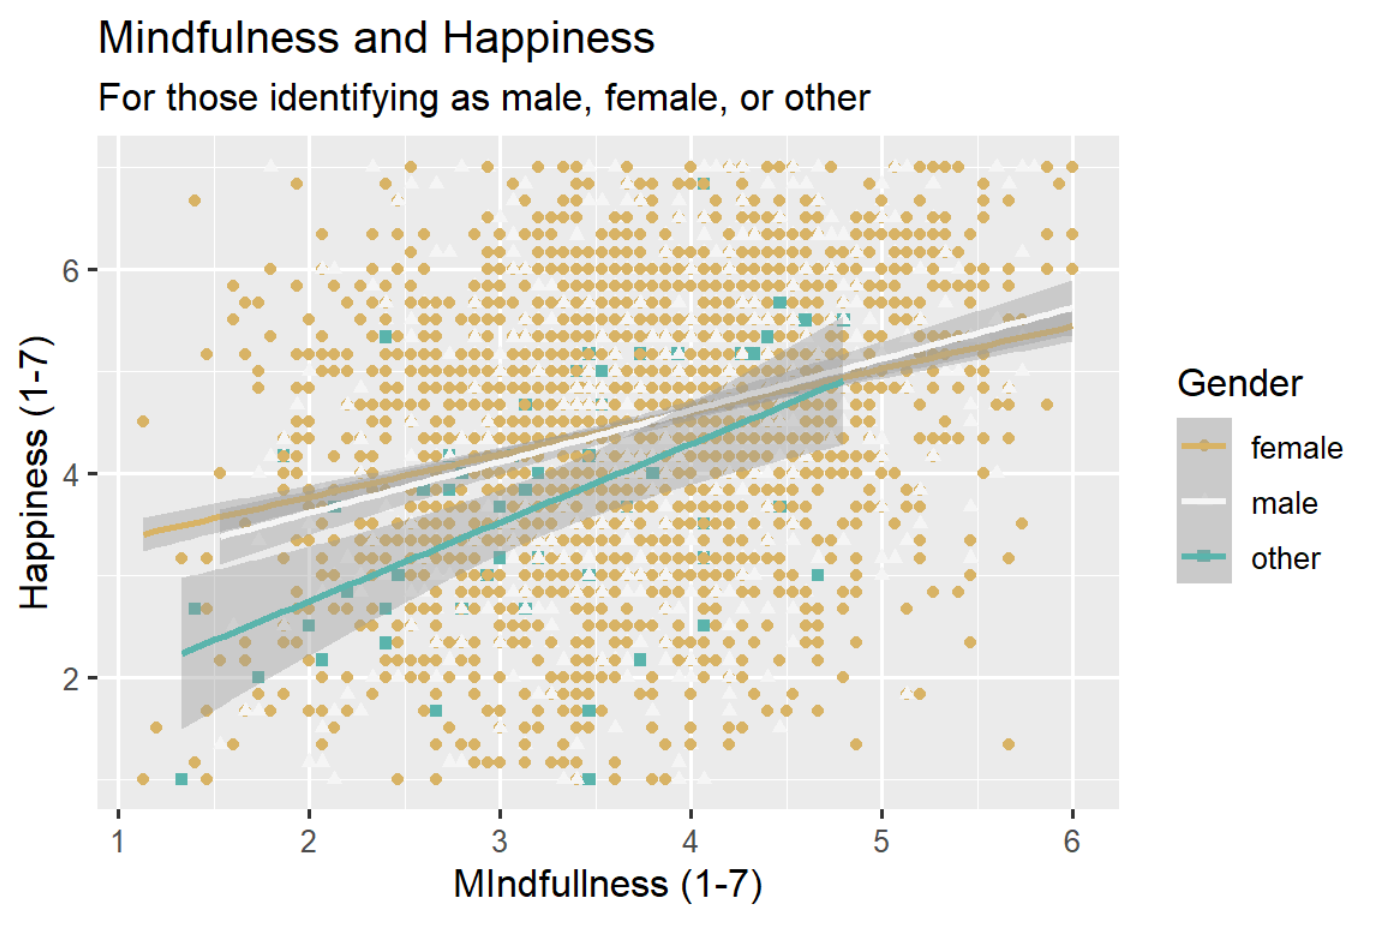 Mindfulness and Happiness
For those identifying as male, female, or other
Happiness (1-7)
6
4
2
1 2 3 4 5 6
MIndfullness (1-7)
Gender
female
male
other